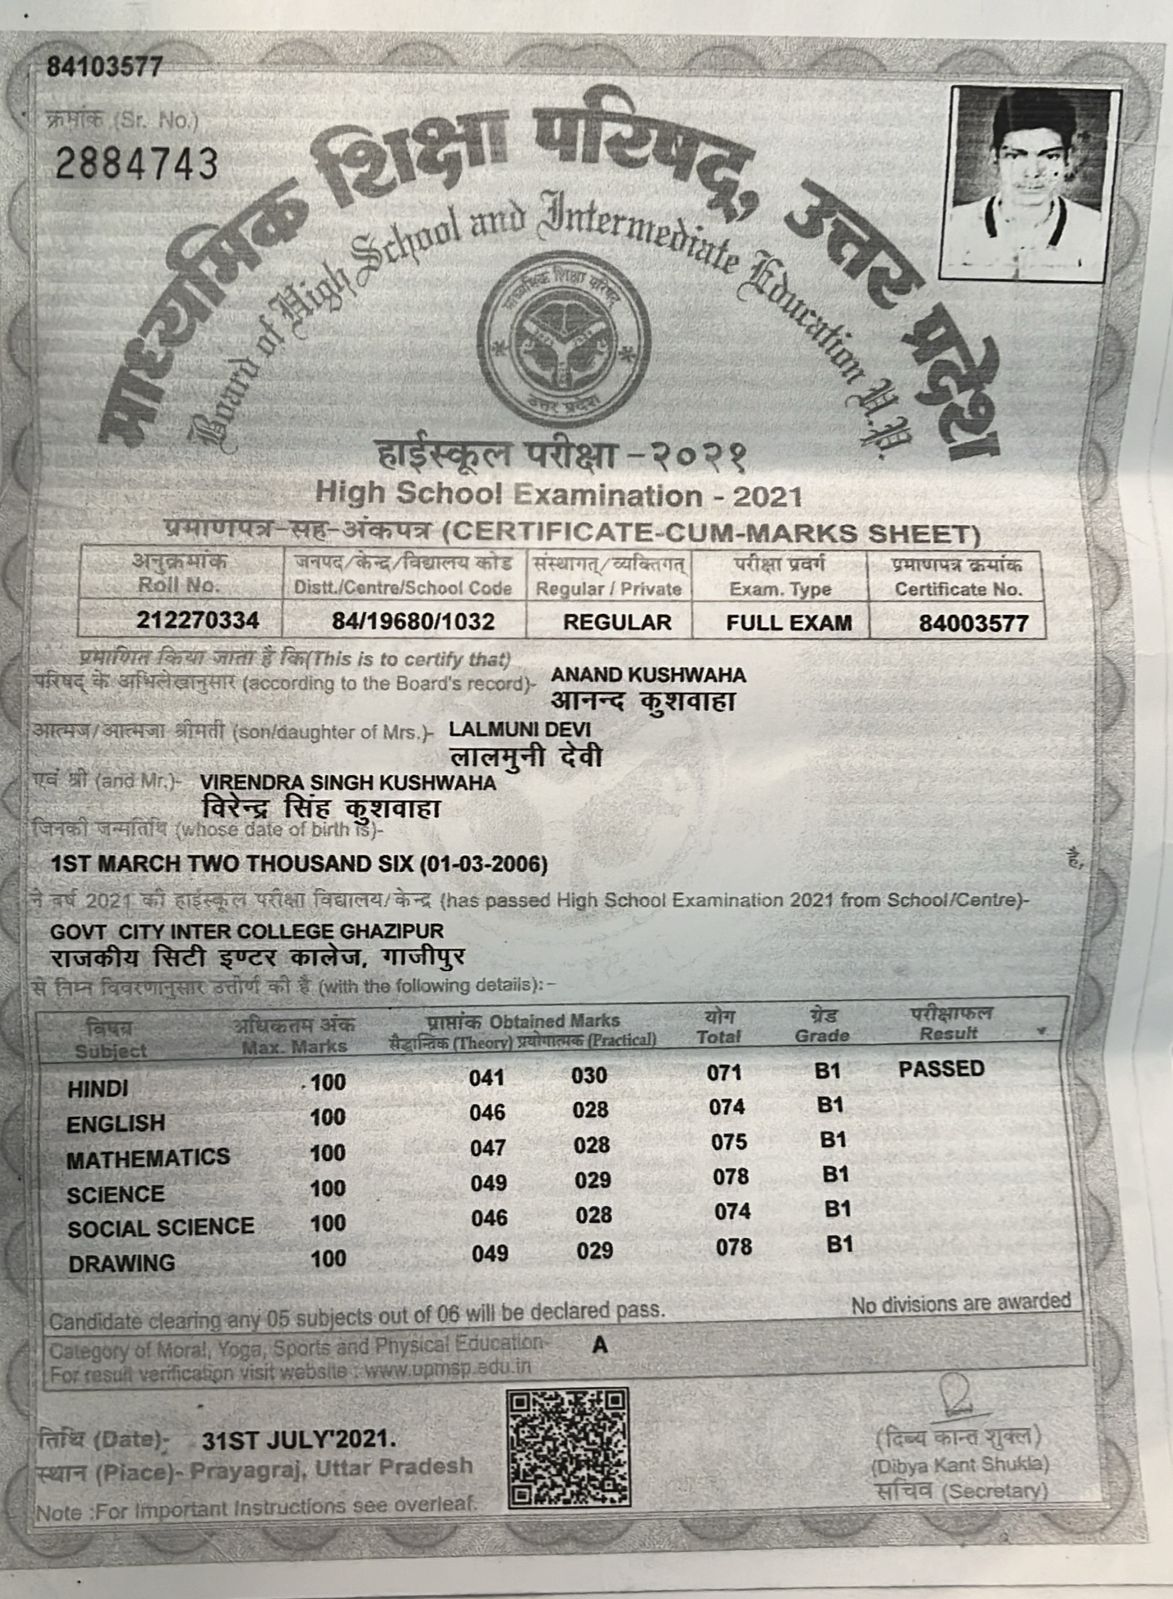 84103577
क्रमांक (Sr. No.)
2884743
माध्यमिक शिक्षा परिषद्, उत्तर प्रदेश
Board of High School and Intermediate Education U.P.
माध्यमिक शिक्षा परिषद्
उत्तर प्रदेश
हाईस्कूल परीक्षा – २०२१
High School Examination - 2021
प्रमाणपत्र-सह-अंकपत्र (CERTIFICATE-CUM-MARKS SHEET)
अनुक्रमांक जनपद/केन्द्र/विद्यालय कोड संस्थागत्/व्यक्तिगत् परीक्षा प्रवर्ग प्रमाणपत्र क्रमांक
Roll No. Distt./Centre/School Code Regular / Private Exam. Type Certificate No.
212270334 84/19680/1032 REGULAR FULL EXAM 84003577
प्रमाणित किया जाता है कि(This is to certify that)
परिषद् के अभिलेखानुसार (according to the Board's record)- ANAND KUSHWAHA
आनन्द कुशवाहा
आत्मज/आत्मजा श्रीमती (son/daughter of Mrs.)- LALMUNI DEVI
लालमुनी देवी
एवं श्री (and Mr.)- VIRENDRA SINGH KUSHWAHA
विरेन्द्र सिंह कुशवाहा
जिनकी जन्मतिथि (whose date of birth is)-
1ST MARCH TWO THOUSAND SIX (01-03-2006) है,
ने वर्ष 2021 की हाईस्कूल परीक्षा विद्यालय/केन्द्र (has passed High School Examination 2021 from School/Centre)-
GOVT CITY INTER COLLEGE GHAZIPUR
राजकीय सिटी इण्टर कालेज, गाजीपुर
से निम्न विवरणानुसार उत्तीर्ण की है (with the following details):-
विषय अधिकतम अंक प्राप्तांक Obtained Marks योग ग्रेड परीक्षाफल
Subject Max. Marks सैद्धान्तिक (Theory) प्रयोगात्मक (Practical) Total Grade Result
HINDI 100 041 030 071 B1 PASSED
ENGLISH 100 046 028 074 B1
MATHEMATICS 100 047 028 075 B1
SCIENCE 100 049 029 078 B1
SOCIAL SCIENCE 100 046 028 074 B1
DRAWING 100 049 029 078 B1
Candidate clearing any 05 subjects out of 06 will be declared pass. No divisions are awarded
Category of Moral, Yoga, Sports and Physical Education- A
For result verification visit website : www.upmsp.edu.in
तिथि (Date)- 31ST JULY'2021.
स्थान (Place)- Prayagraj, Uttar Pradesh
Note :For Important Instructions see overleaf.
(दिब्य कान्त शुक्ल)
(Dibya Kant Shukla)
सचिव (Secretary)